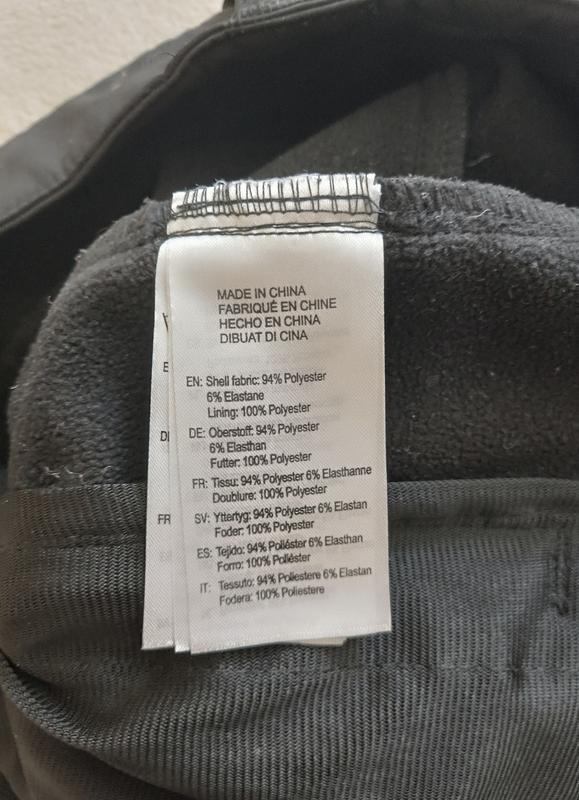 MADE IN CHINA
FABRIQUÉ EN CHINE
HECHO EN CHINA
DIBUAT DI CINA
EN: Shell fabric: 94% Polyester
6% Elastane
Lining: 100% Polyester
DE: Oberstoff: 94% Polyester
6% Elasthan
Futter: 100% Polyester
FR: Tissu: 94% Polyester 6% Elasthanne
Doublure: 100% Polyester
SV: Yttertyg: 94% Polyester 6% Elastan
Foder: 100% Polyester
ES: Tejido: 94% Poliéster 6% Elasthan
Forro: 100% Poliéster
IT: Tessuto: 94% Poliestere 6% Elastan
Fodera: 100% Poliestere
FR